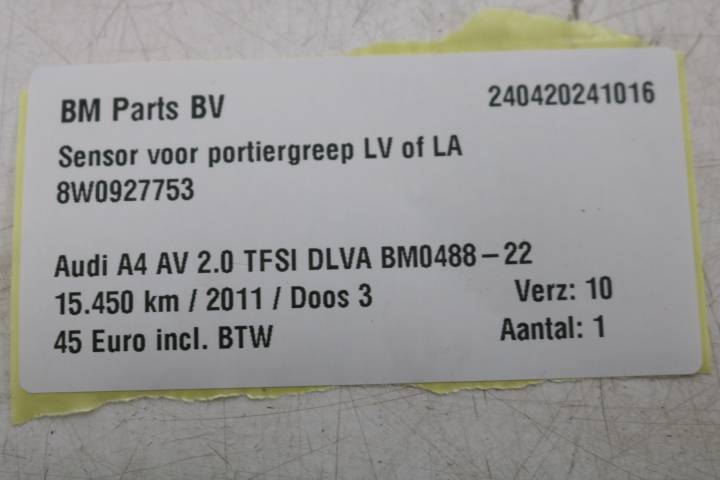 BM Parts BV 240420241016
Sensor voor portiergreep LV of LA
8W0927753
Audi A4 AV 2.0 TFSI DLVA BM0488-22
15.450 km / 2011 / Doos 3 Verz: 10
45 Euro incl. BTW Aantal: 1